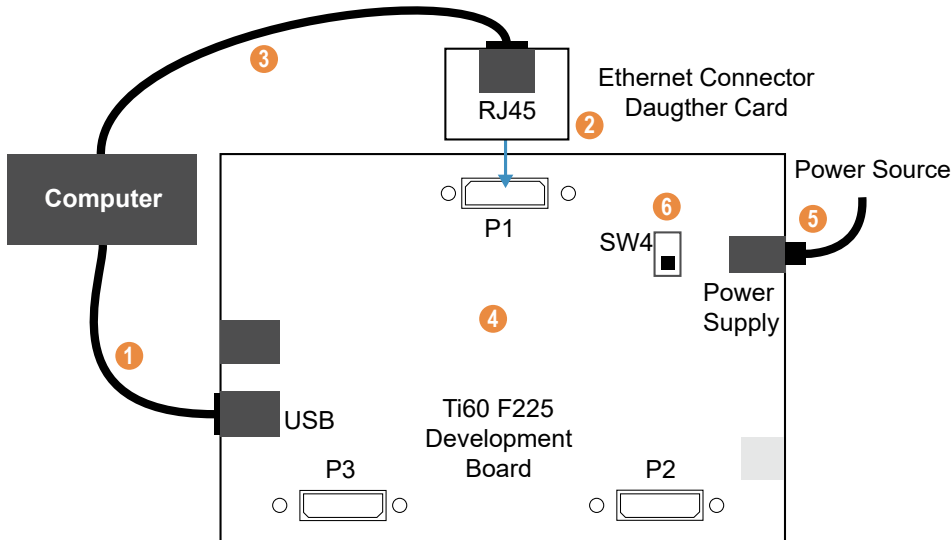 3
Ethernet Connector
Daugther Card
RJ45
2
Computer
Power Source
P1
6
SW4
5
Power
Supply
4
1
USB
Ti60 F225
Development
Board
P3
P2